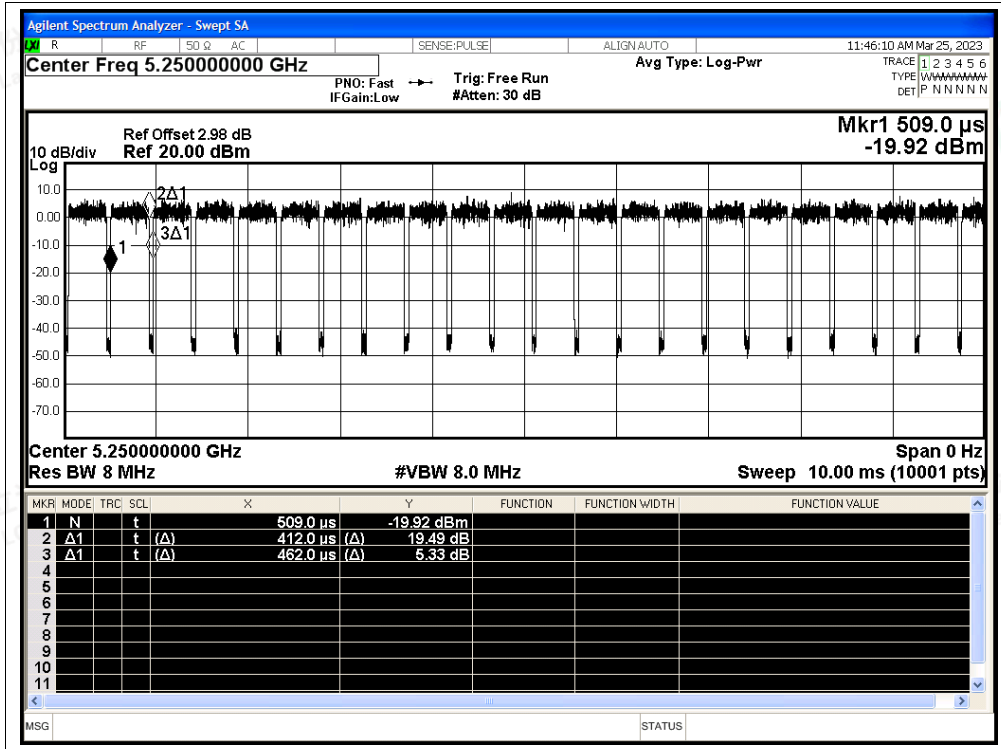 Agilent Spectrum Analyzer - Swept SA
LXI R RF 50 Ω AC SENSE:PULSE ALIGN AUTO 11:46:10 AM Mar 25, 2023
Center Freq 5.250000000 GHz
PNO: Fast
IFGain:Low
Trig: Free Run
#Atten: 30 dB
Avg Type: Log-Pwr
TRACE 1 2 3 4 5 6
TYPE W
DET P N N N N N
Ref Offset 2.98 dB
10 dB/div Ref 20.00 dBm
Log
Mkr1 509.0 µs
-19.92 dBm
10.0
0.00
-10.0
-20.0
-30.0
-40.0
-50.0
-60.0
-70.0
2Δ1
3Δ1
1
Center 5.250000000 GHz Span 0 Hz
Res BW 8 MHz #VBW 8.0 MHz Sweep 10.00 ms (10001 pts)
MKR MODE TRC SCL X Y FUNCTION FUNCTION WIDTH FUNCTION VALUE
1 N t 509.0 µs -19.92 dBm
2 Δ1 t (Δ) 412.0 µs (Δ) 19.49 dB
3 Δ1 t (Δ) 462.0 µs (Δ) 5.33 dB
4
5
6
7
8
9
10
11
MSG STATUS